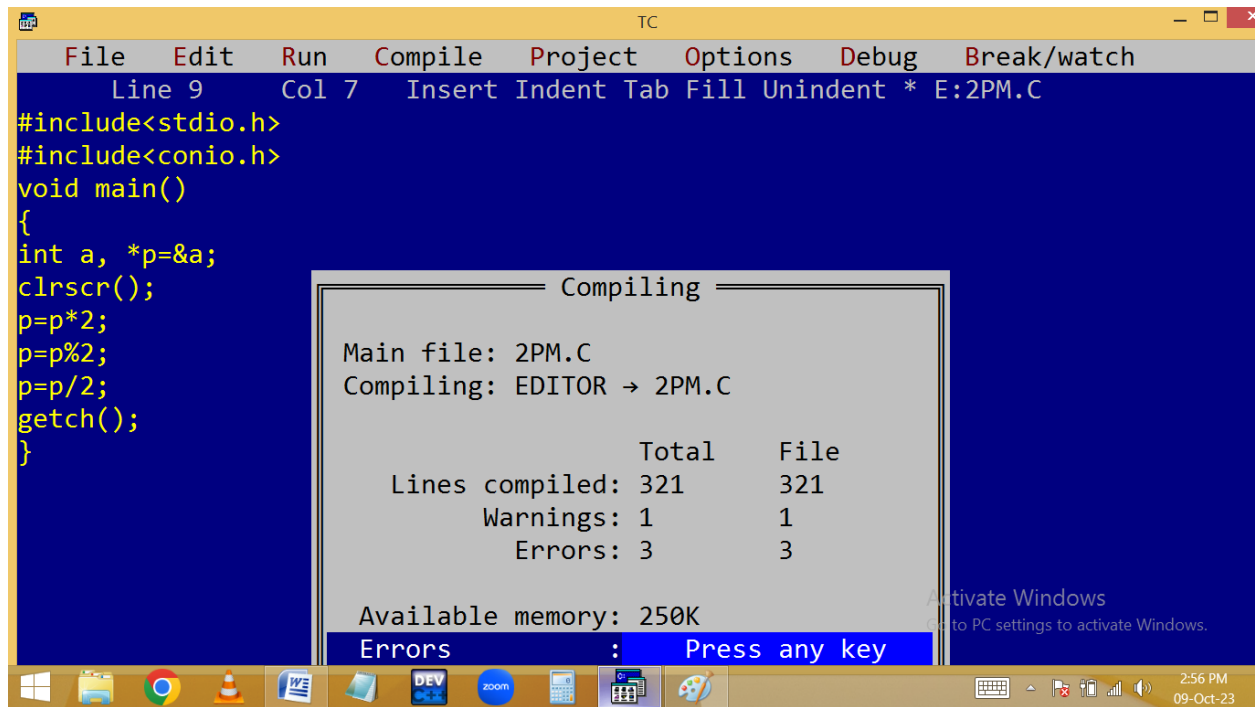 TC
File Edit Run Compile Project Options Debug Break/watch
Line 9 Col 7 Insert Indent Tab Fill Unindent * E:2PM.C
#include<stdio.h>
#include<conio.h>
void main()
{
int a, *p=&a;
clrscr();
p=p*2;
p=p%2;
p=p/2;
getch();
}
Compiling
Main file: 2PM.C
Compiling: EDITOR → 2PM.C
Total File
Lines compiled: 321 321
Warnings: 1 1
Errors: 3 3
Available memory: 250K
Errors : Press any key
Activate Windows
Go to PC settings to activate Windows.
DEV
C++
zoom
2:56 PM
09-Oct-23